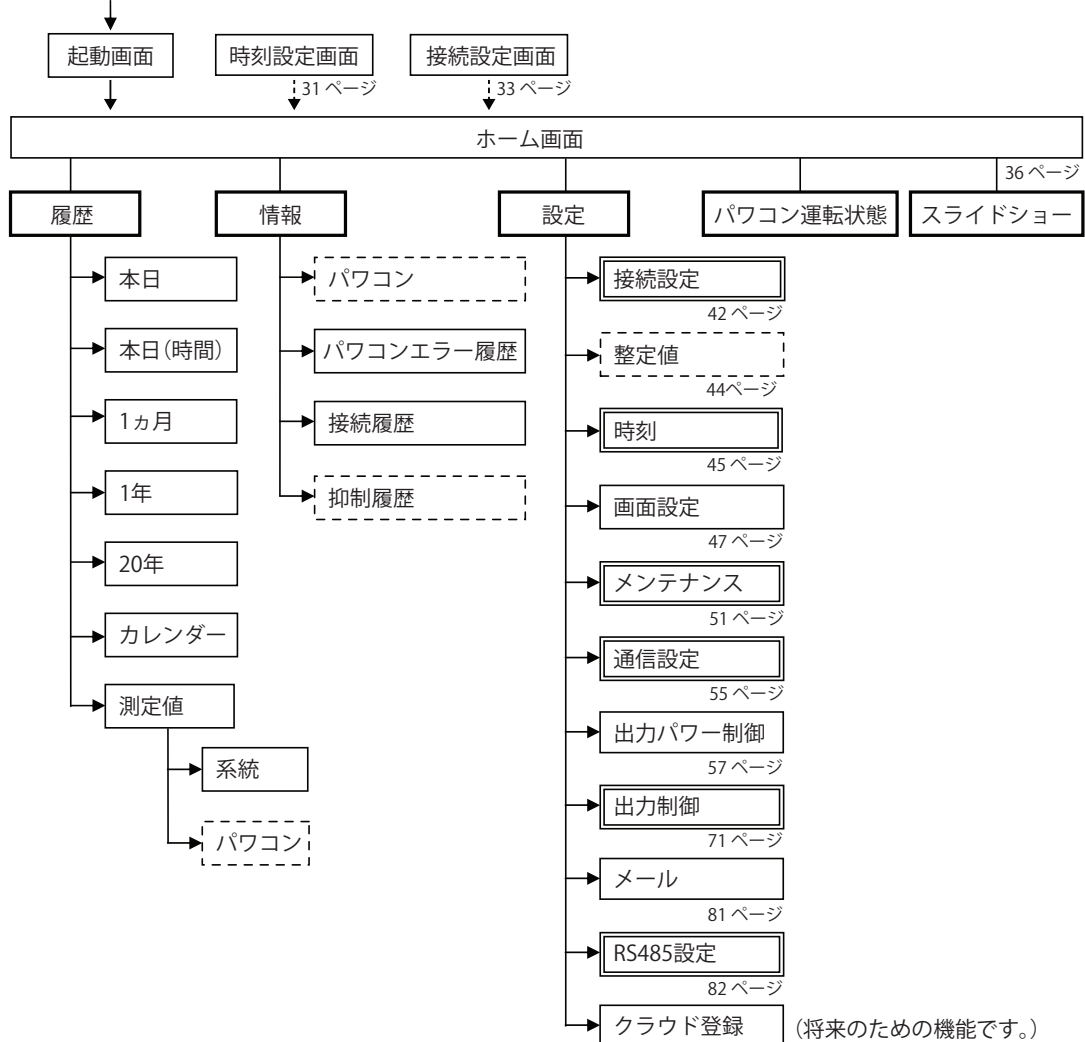 起動画面
時刻設定画面
接続設定画面
31 ページ
33 ページ
ホーム画面
36 ページ
履歴
情報
設定
パワコン運転状態
スライドショー
本日
本日(時間)
1ヵ月
1年
20年
カレンダー
測定値
系統
パワコン
パワコン
パワコンエラー履歴
接続履歴
抑制履歴
接続設定
42 ページ
整定値
44ページ
時刻
45 ページ
画面設定
47 ページ
メンテナンス
51 ページ
通信設定
55 ページ
出力パワー制御
57 ページ
出力制御
71 ページ
メール
81 ページ
RS485設定
82 ページ
クラウド登録
(将来のための機能です。)